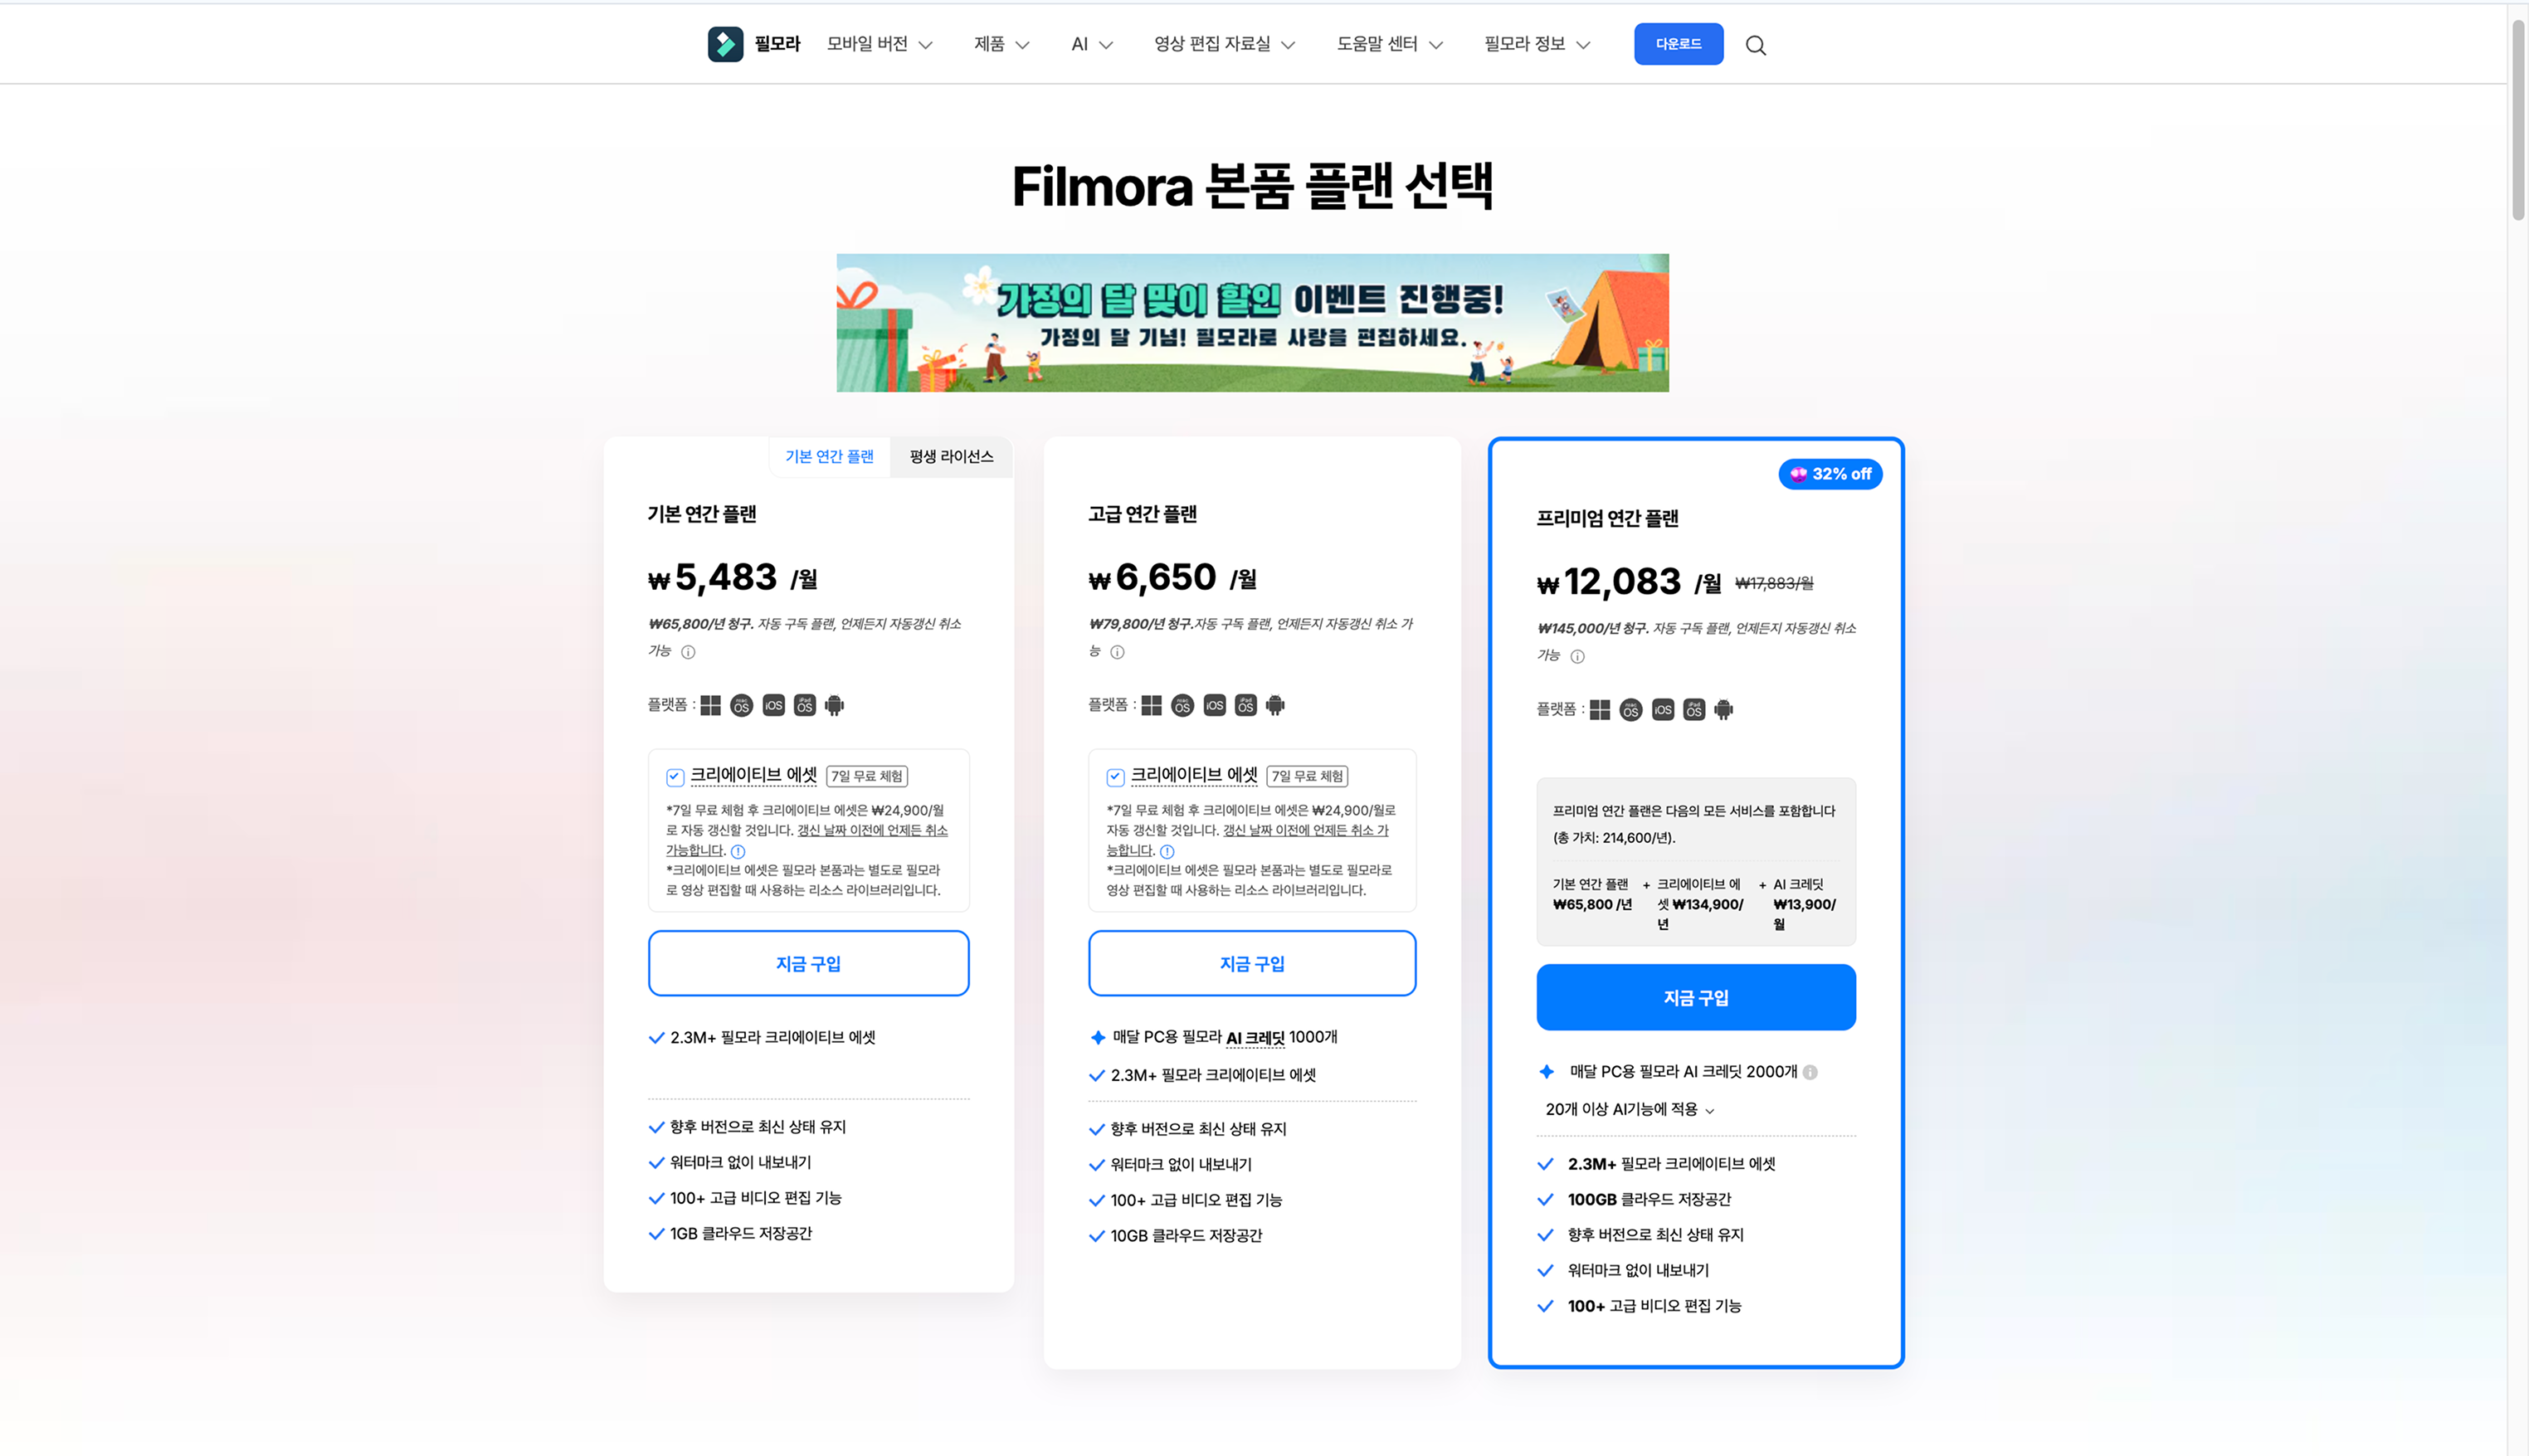 필모라 모바일 버전 제품 AI 영상 편집 자료실 도움말 센터 필모라 정보 다운로드
Filmora 본품 플랜 선택
가정의 달 맞이 할인 이벤트 진행중!
가정의 달 기념! 필모라로 사랑을 편집하세요.
기본 연간 플랜 평생 라이선스
기본 연간 플랜
₩5,483 /월
₩65,800/년 청구. 자동 구독 플랜, 언제든지 자동갱신 취소
가능
플랫폼 : mac OS iOS iPad OS
크리에이티브 에셋 7일 무료 체험
*7일 무료 체험 후 크리에이티브 에셋은 ₩24,900/월
로 자동 갱신할 것입니다. 갱신 날짜 이전에 언제든 취소
가능합니다.
*크리에이티브 에셋은 필모라 본품과는 별도로 필모라
로 영상 편집할 때 사용하는 리소스 라이브러리입니다.
지금 구입
2.3M+ 필모라 크리에이티브 에셋
향후 버전으로 최신 상태 유지
워터마크 없이 내보내기
100+ 고급 비디오 편집 기능
1GB 클라우드 저장공간
고급 연간 플랜
₩6,650 /월
₩79,800/년 청구.자동 구독 플랜, 언제든지 자동갱신 취소 가
능
플랫폼 : mac OS iOS iPad OS
크리에이티브 에셋 7일 무료 체험
*7일 무료 체험 후 크리에이티브 에셋은 ₩24,900/월로
자동 갱신할 것입니다. 갱신 날짜 이전에 언제든 취소 가
능합니다.
*크리에이티브 에셋은 필모라 본품과는 별도로 필모라로
영상 편집할 때 사용하는 리소스 라이브러리입니다.
지금 구입
매달 PC용 필모라 AI 크레딧 1000개
2.3M+ 필모라 크리에이티브 에셋
향후 버전으로 최신 상태 유지
워터마크 없이 내보내기
100+ 고급 비디오 편집 기능
10GB 클라우드 저장공간
32% off
프리미엄 연간 플랜
₩12,083 /월 ₩17,883/월
₩145,000/년 청구. 자동 구독 플랜, 언제든지 자동갱신 취소
가능
플랫폼 : mac OS iOS iPad OS
프리미엄 연간 플랜은 다음의 모든 서비스를 포함합니다
(총 가치: 214,600/년).
기본 연간 플랜 + 크리에이티브 에 + AI 크레딧
₩65,800 /년 셋 ₩134,900/ ₩13,900/
년 월
지금 구입
매달 PC용 필모라 AI 크레딧 2000개
20개 이상 AI기능에 적용
2.3M+ 필모라 크리에이티브 에셋
100GB 클라우드 저장공간
향후 버전으로 최신 상태 유지
워터마크 없이 내보내기
100+ 고급 비디오 편집 기능